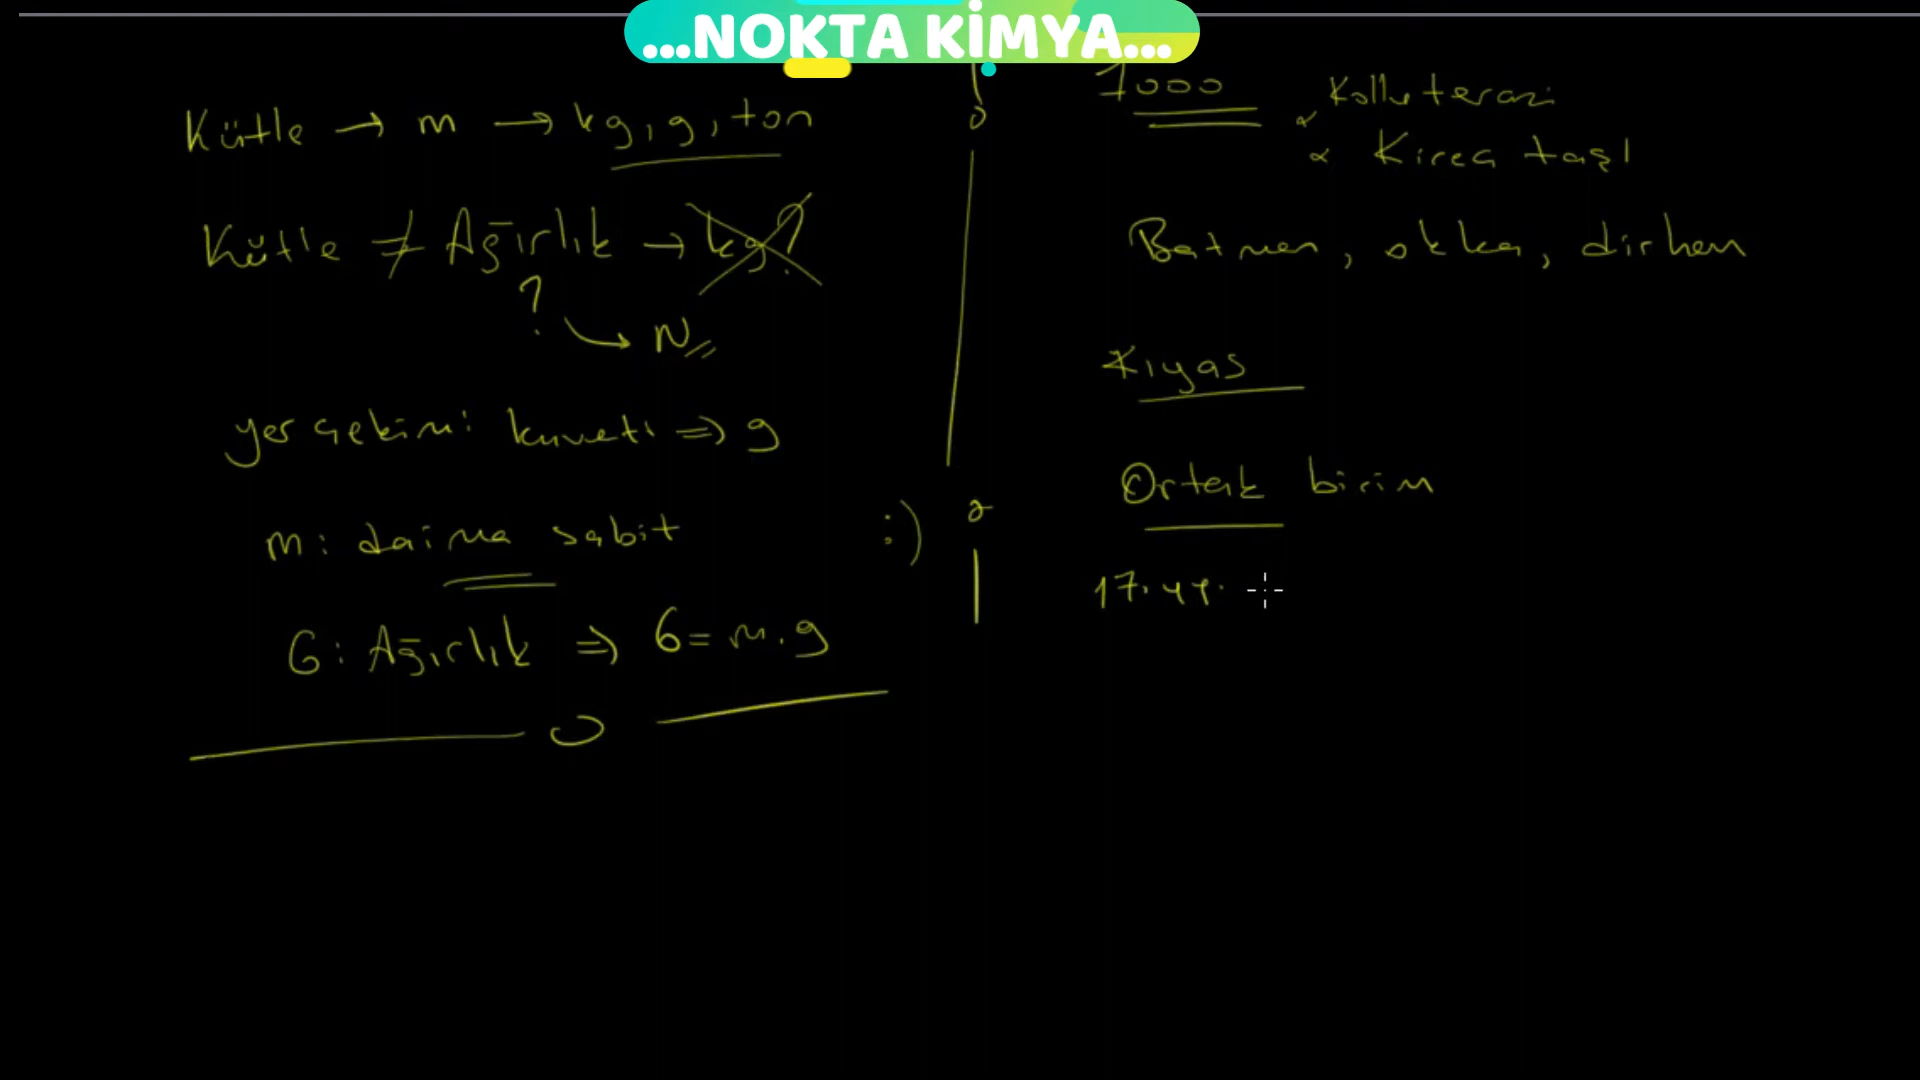 ...NOKTA KİMYA...
Kütle → m → kg, g, ton
Kütle ≠ Ağırlık → kg?
?
N
yer çekimi kuveti ⇒ g
m: daima sabit :)
G: Ağırlık ⇒ G = m.g
1000
Kollu terazi
Kireç taşı
Batman, okka, dirhem
Kıyas
Ortak birim
17. yy.